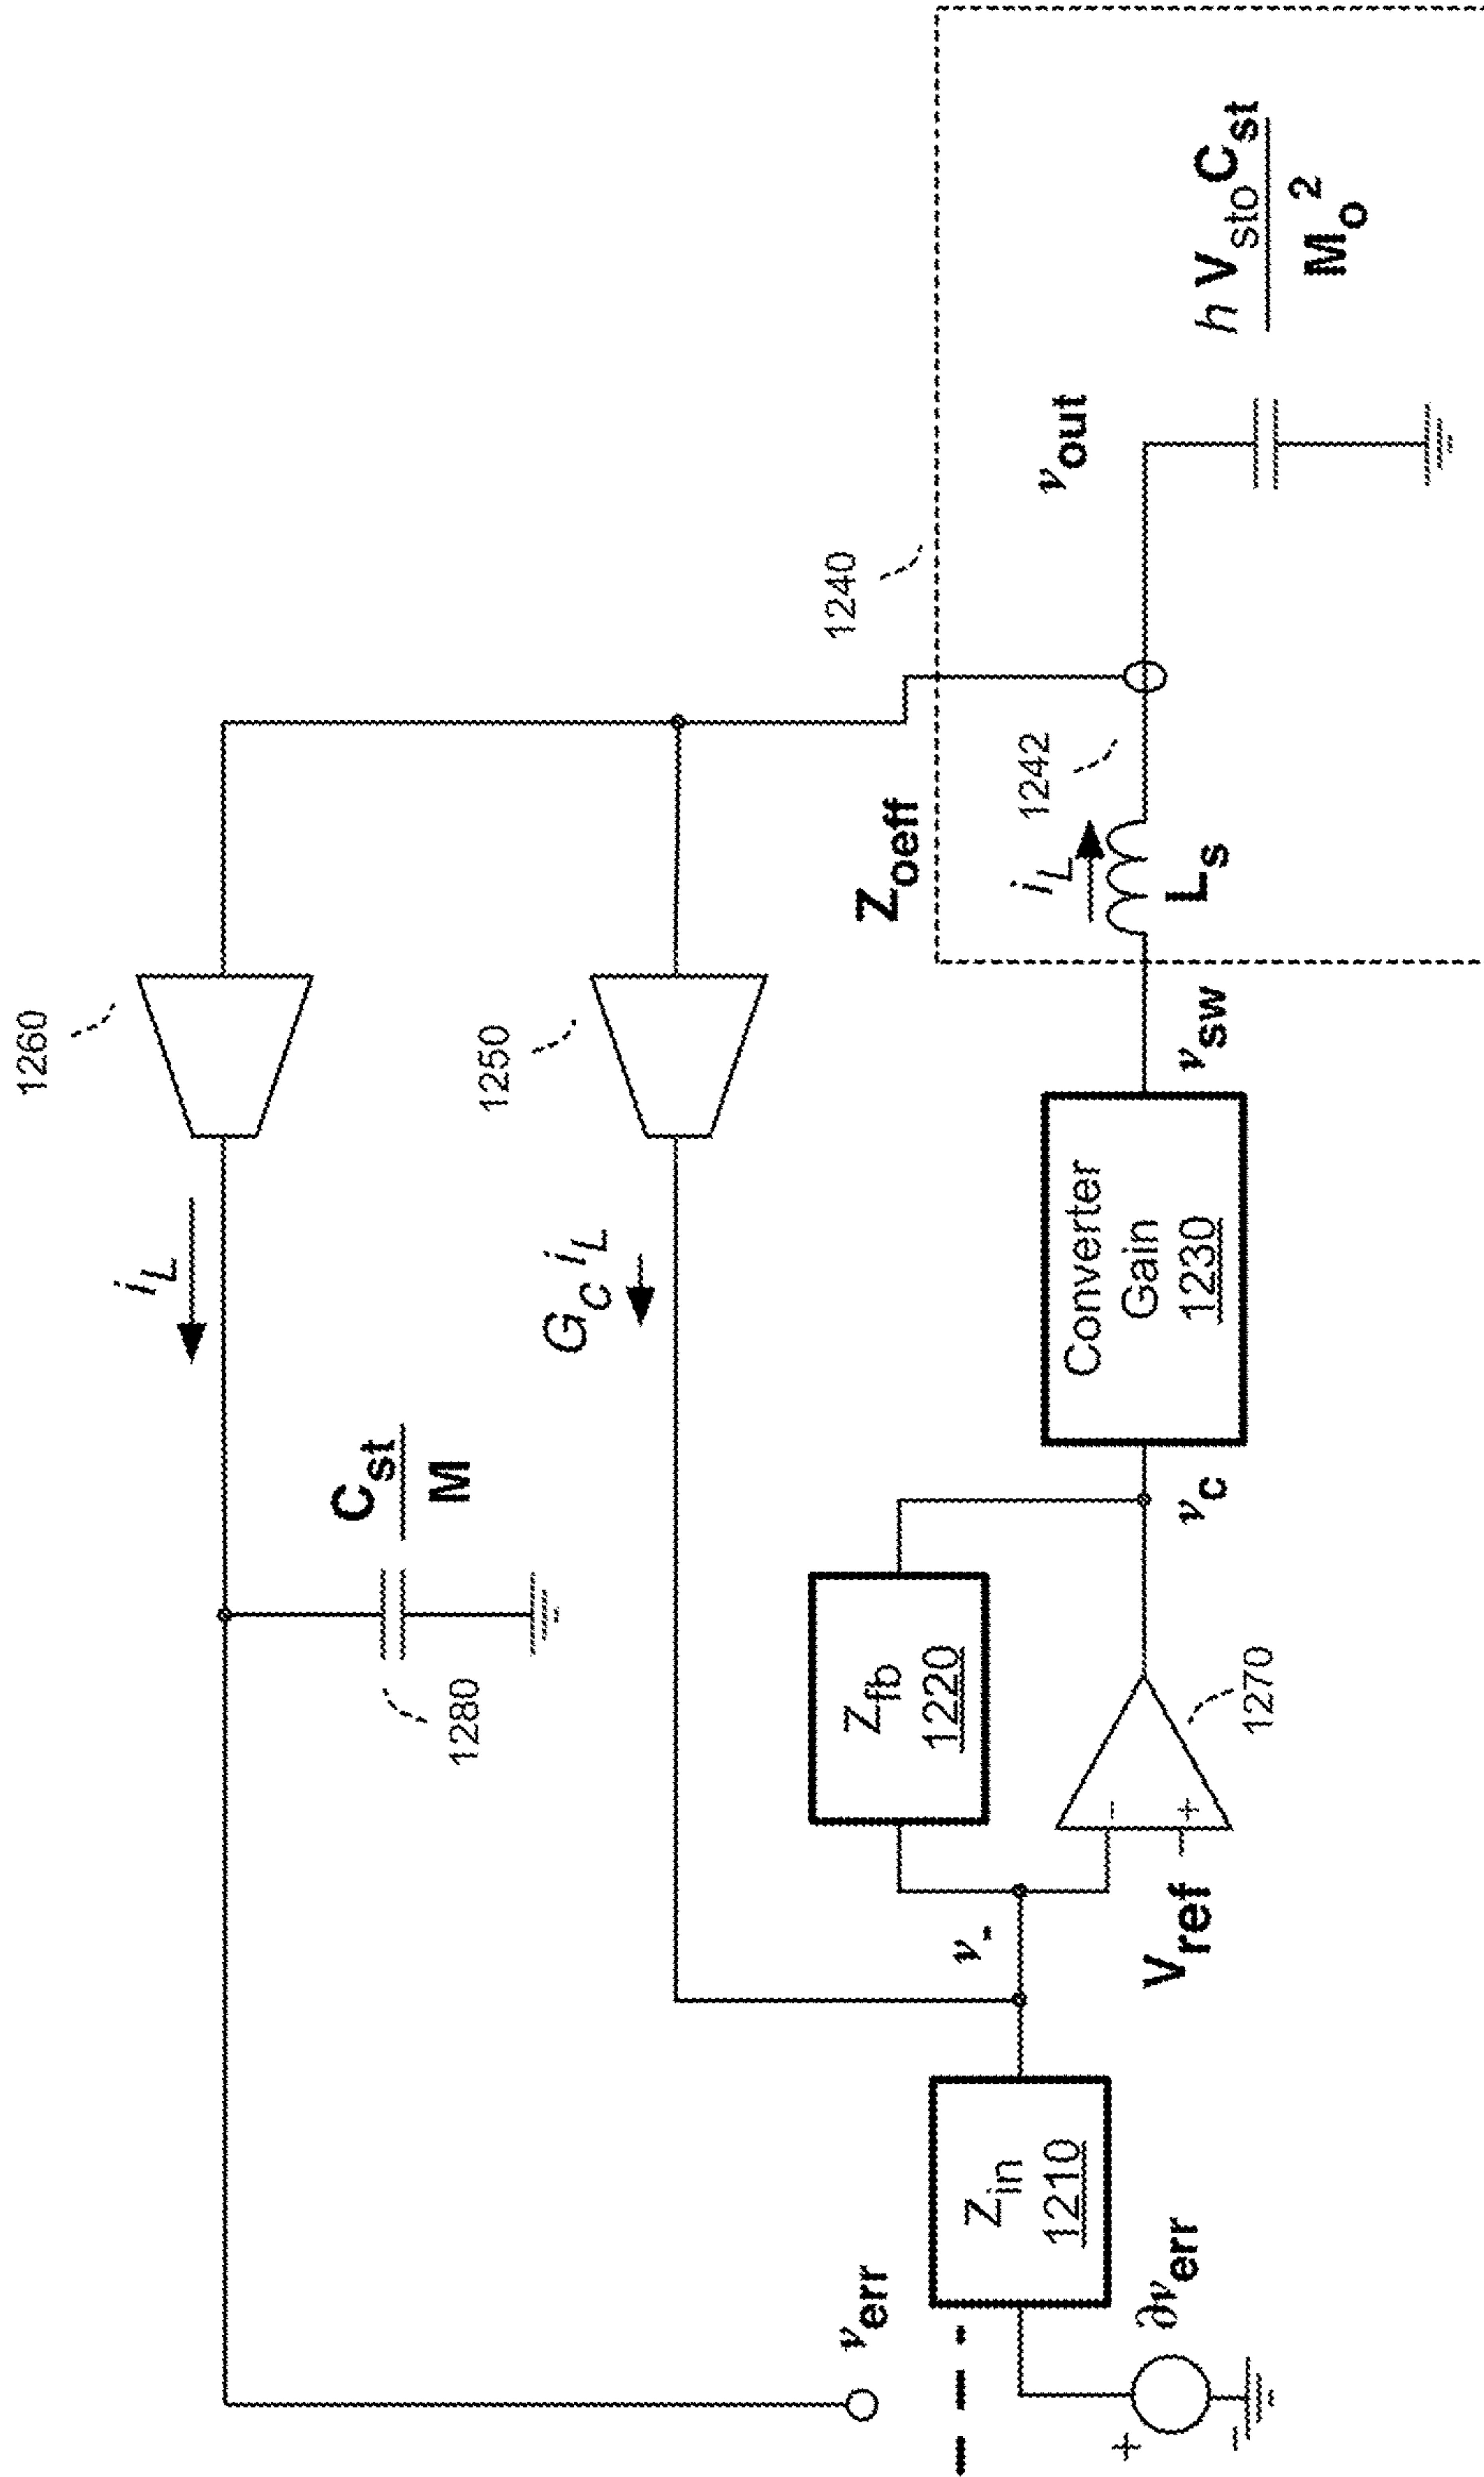 1260
i_L
C_st
M
1280
1250
G_C i_L
1240
Z_oeff
v_err
Z_in
1210
∂v_err
+
−
v_-
Z_fb
1220
V_ref
−
+
1270
v_c
Converter
Gain
1230
v_sw
i_L
1242
L_s
v_out
h V_sto C_st
M_o^2